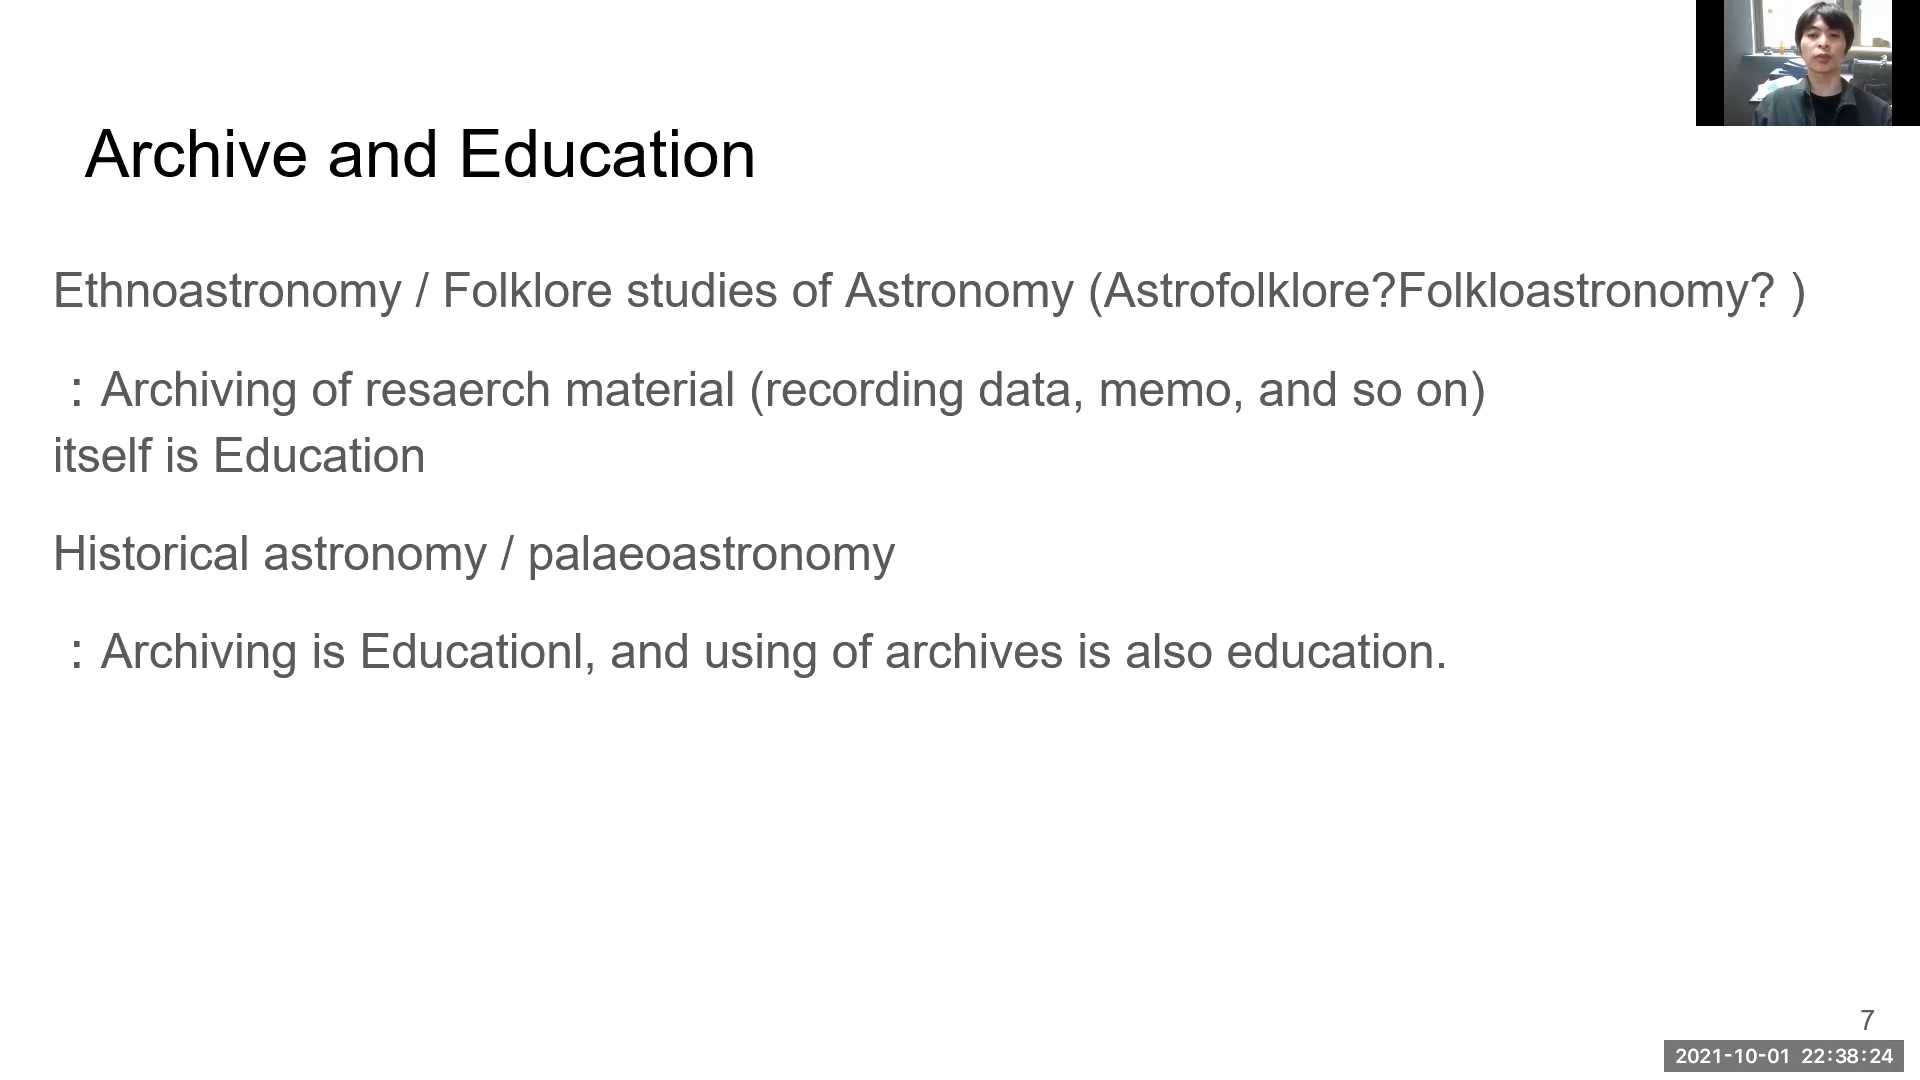 Archive and Education
Ethnoastronomy / Folklore studies of Astronomy (Astrofolklore?Folkloastronomy? )
：Archiving of resaerch material (recording data, memo, and so on)
itself is Education
Historical astronomy / palaeoastronomy
：Archiving is Educationl, and using of archives is also education.
7
2021-10-01 22:38:24